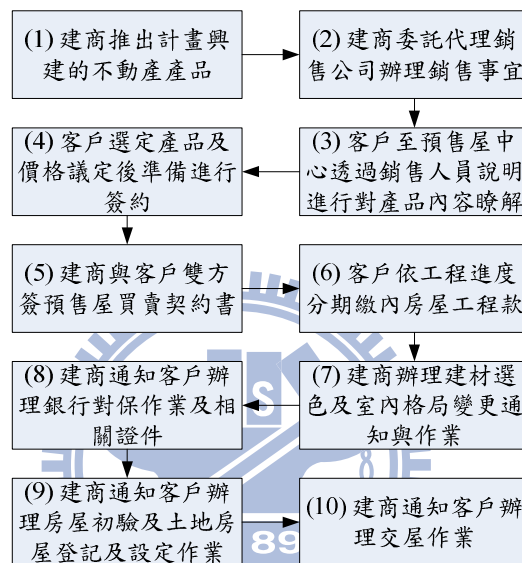 (1) 建商推出計畫興
建的不動產產品
(2) 建商委託代理銷
售公司辦理銷售事宜
(3) 客戶至預售屋中
心透過銷售人員說明
進行對產品內容瞭解
(4) 客戶選定產品及
價格議定後準備進行
簽約
(5) 建商與客戶雙方
簽預售屋買賣契約書
(6) 客戶依工程進度
分期繳內房屋工程款
(7) 建商辦理建材選
色及室內格局變更通
知與作業
(8) 建商通知客戶辦
理銀行對保作業及相
關證件
(9) 建商通知客戶辦
理房屋初驗及土地房
屋登記及設定作業
(10) 建商通知客戶辦
理交屋作業
S
89